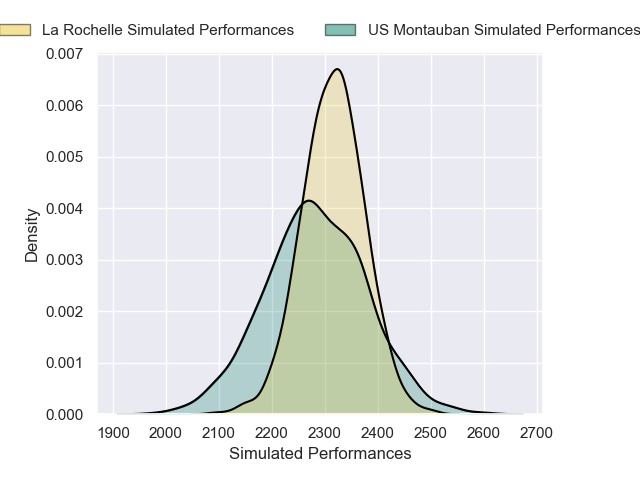 La Rochelle Simulated Performances US Montauban Simulated Performances
0.007
0.006
0.005
0.004
0.003
0.002
0.001
0.000
Density
1900 2000 2100 2200 2300 2400 2500 2600 2700
Simulated Performances